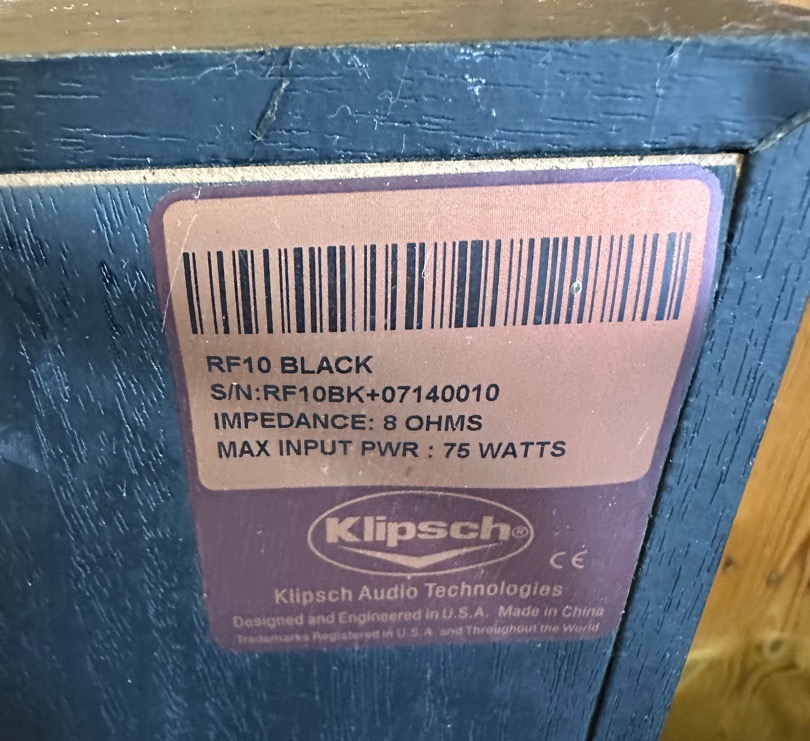 RF10 BLACK
S/N:RF10BK+07140010
IMPEDANCE: 8 OHMS
MAX INPUT PWR : 75 WATTS
Klipsch®
CE
Klipsch Audio Technologies
Designed and Engineered in U.S.A. Made in China
Trademarks Registered in U.S.A. and Throughout the World